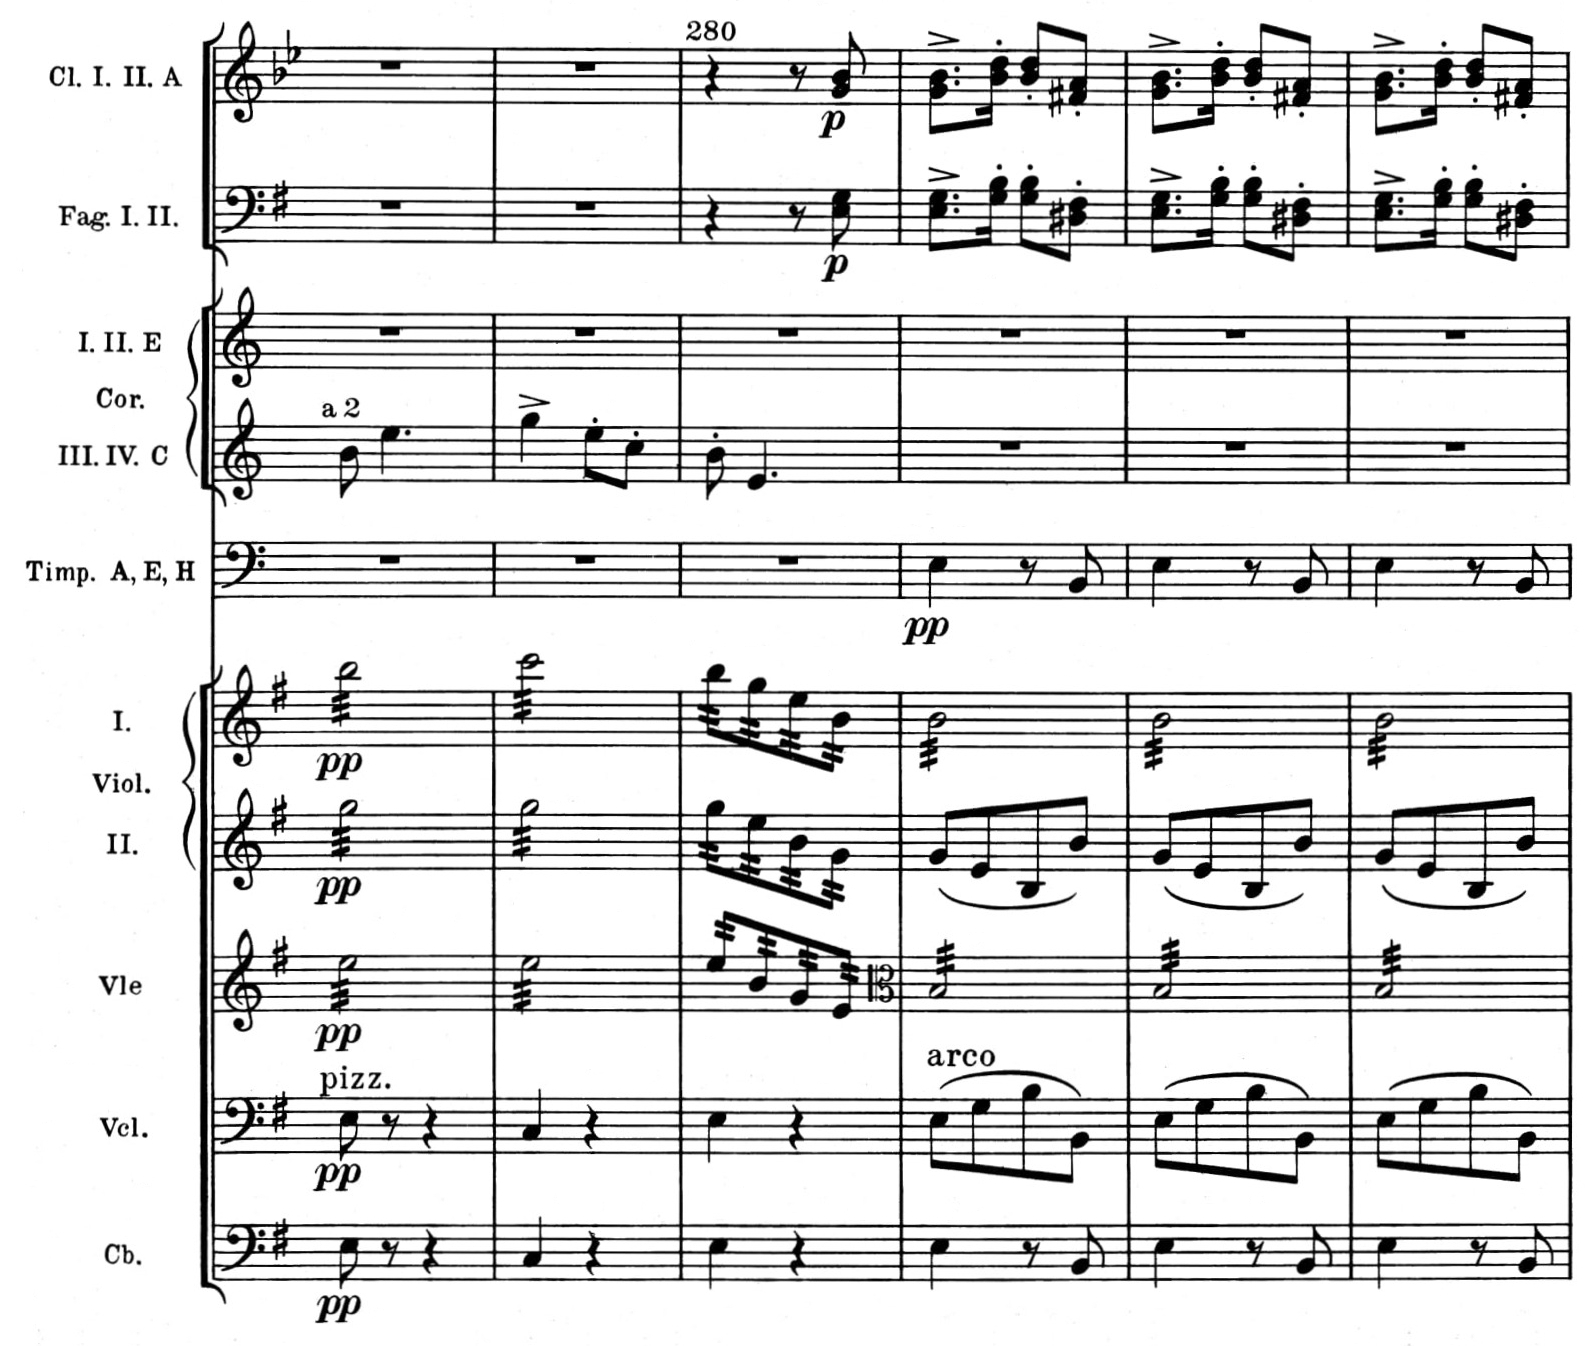 280
Cl. I. II. A
p
Fag. I. II.
p
I. II. E
Cor.
a 2
III. IV. C
Timp. A, E, H
pp
I.
pp
Viol.
II.
pp
Vle
pp
arco
pizz.
Vcl.
pp
Cb.
pp